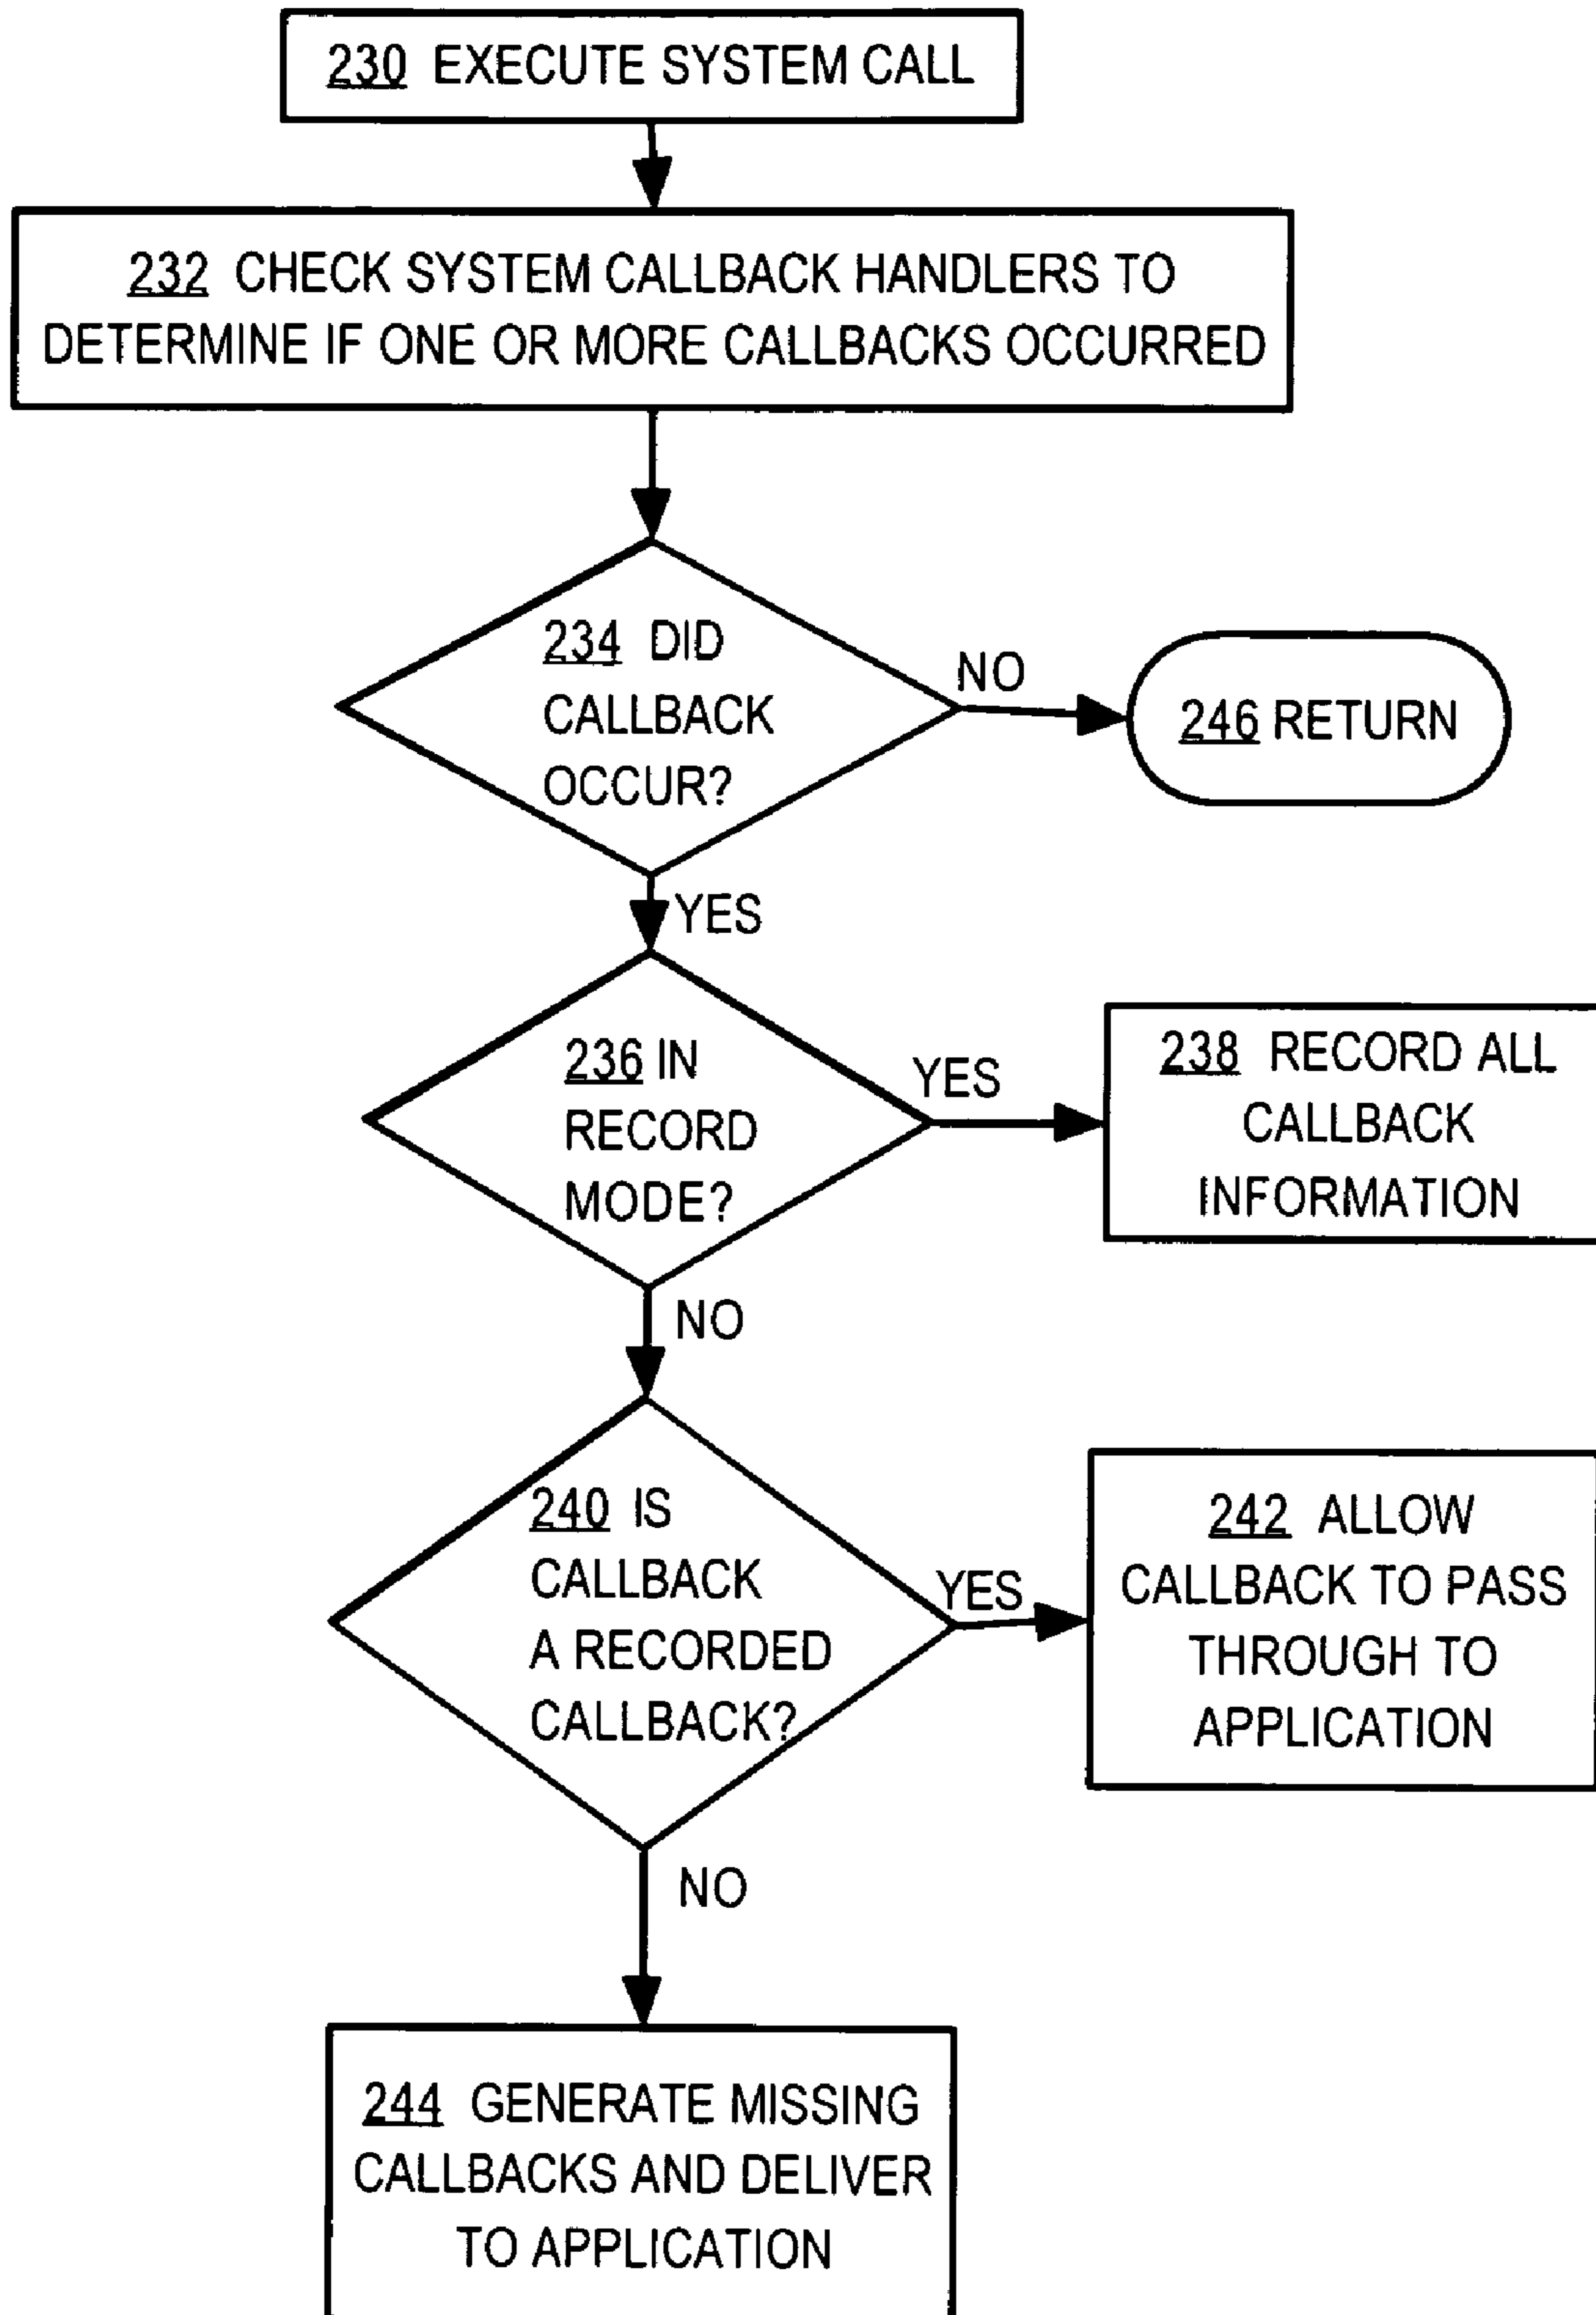 230 EXECUTE SYSTEM CALL
232 CHECK SYSTEM CALLBACK HANDLERS TO
DETERMINE IF ONE OR MORE CALLBACKS OCCURRED
234 DID
CALLBACK
OCCUR?
NO
246 RETURN
YES
236 IN
RECORD
MODE?
YES
238 RECORD ALL
CALLBACK
INFORMATION
NO
240 IS
CALLBACK
A RECORDED
CALLBACK?
YES
242 ALLOW
CALLBACK TO PASS
THROUGH TO
APPLICATION
NO
244 GENERATE MISSING
CALLBACKS AND DELIVER
TO APPLICATION